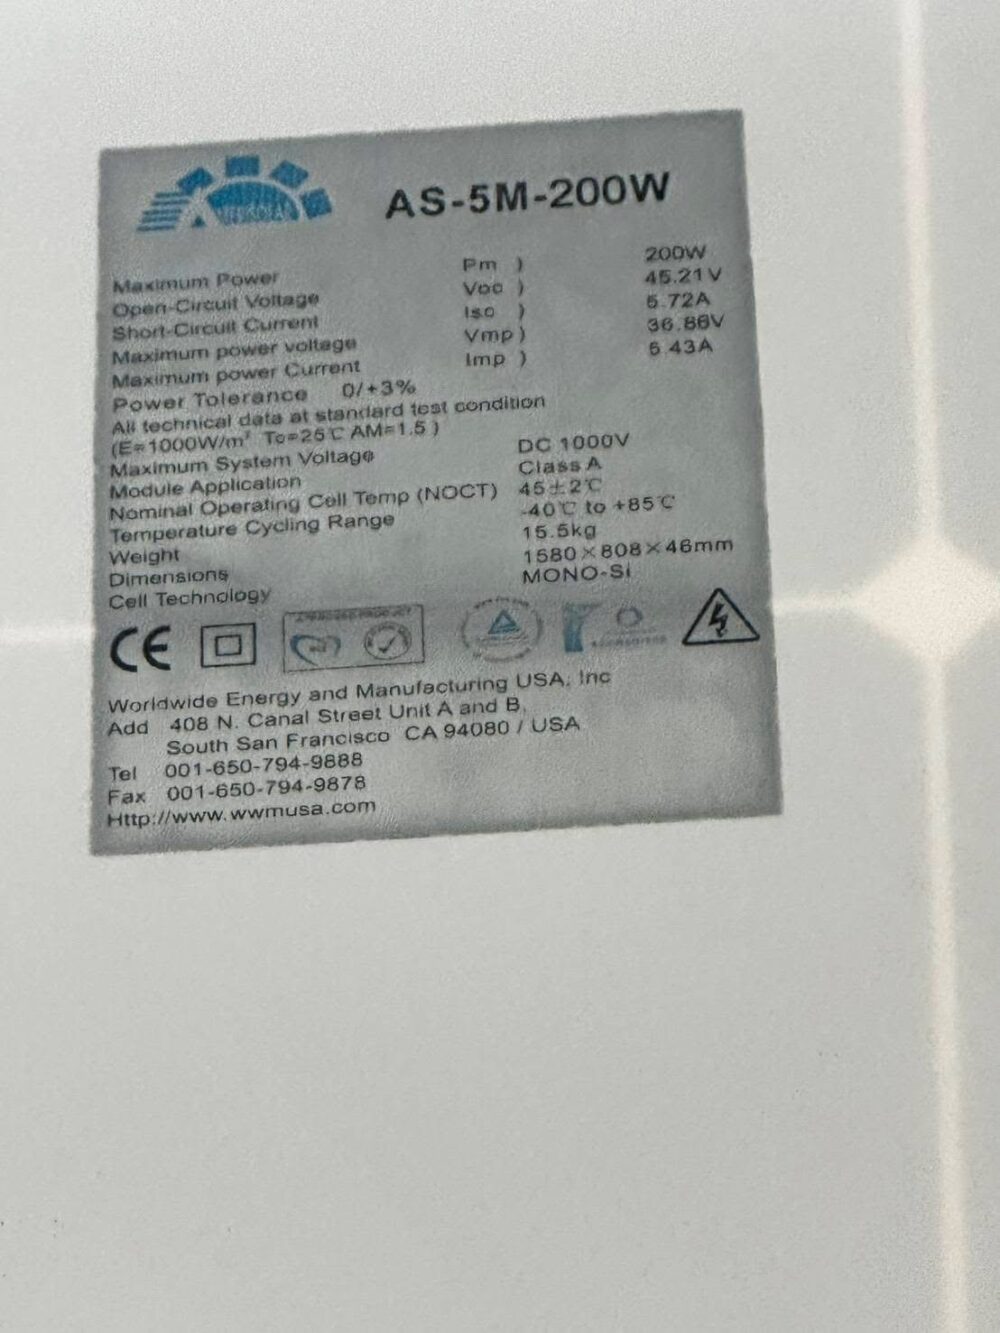 AMERISOLAR
AS-5M-200W
Maximum Power Pm ) 200W
Open-Circuit Voltage Voc ) 45.21V
Short-Circuit Current Isc ) 5.72A
Maximum power voltage Vmp ) 36.86V
Maximum power Current Imp ) 5.43A
Power Tolerance 0/+3%
All technical data at standard test condition
(E=1000W/m² Tc=25℃ AM=1.5 )
Maximum System Voltage DC 1000V
Module Application Class A
Nominal Operating Cell Temp (NOCT) 45±2℃
Temperature Cycling Range -40℃ to +85℃
Weight 15.5kg
Dimensions 1580×808×46mm
Cell Technology MONO-Si
CE
Worldwide Energy and Manufacturing USA, Inc
Add 408 N. Canal Street Unit A and B,
South San Francisco CA 94080 / USA
Tel 001-650-794-9888
Fax 001-650-794-9878
Http://www.wwmusa.com